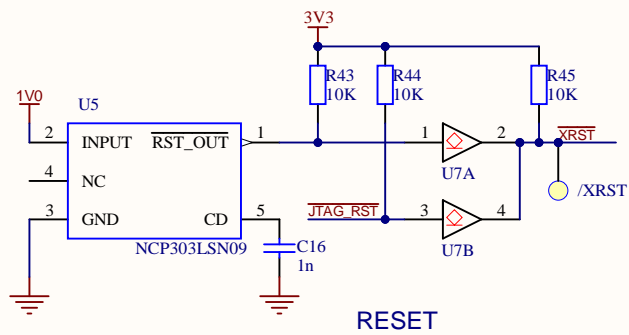 3V3
R43
10K
R44
10K
R45
10K
1V0
U5
2
INPUT
RST_OUT
1
1
2
XRST
4
NC
U7A
/XRST
3
GND
CD
5
JTAG_RST
3
4
NCP303LSN09
C16
1n
U7B
RESET